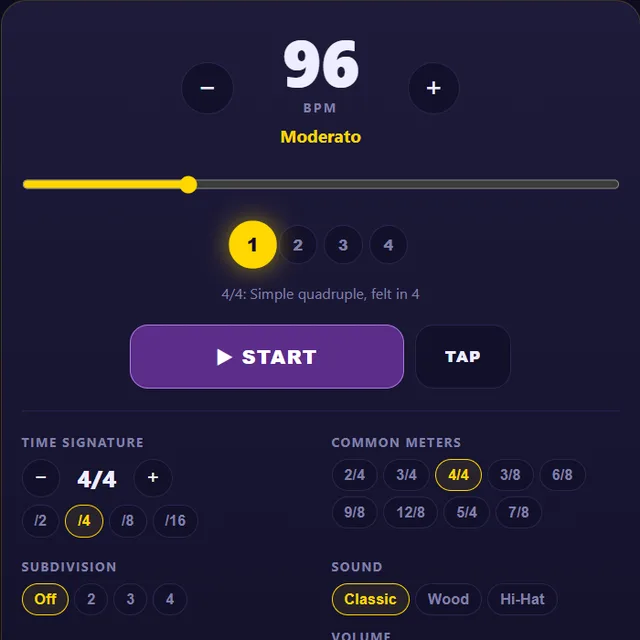 96
− +
BPM
Moderato
1 2 3 4
4/4: Simple quadruple, felt in 4
▶ START TAP
TIME SIGNATURE
− 4/4 +
/2 /4 /8 /16
COMMON METERS
2/4 3/4 4/4 3/8 6/8
9/8 12/8 5/4 7/8
SUBDIVISION
Off 2 3 4
SOUND
Classic Wood Hi-Hat
VOLUME